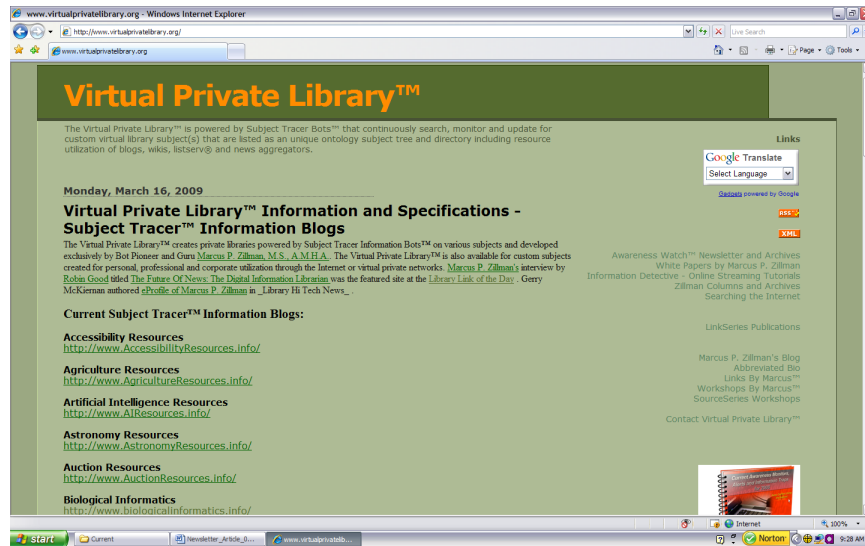 www.virtualprivatelibrary.org - Windows Internet Explorer
http://www.virtualprivatelibrary.org/
Live Search
www.virtualprivatelibrary.org
Page
Tools
Virtual Private Library™
The Virtual Private Library™ is powered by Subject Tracer Bots™ that continuously search, monitor and update for
custom virtual library subject(s) that are listed as an unique ontology subject tree and directory including resource
utilization of blogs, wikis, listserv® and news aggregators.
Monday, March 16, 2009
Virtual Private Library™ Information and Specifications -
Subject Tracer™ Information Blogs
The Virtual Private Library™ creates private libraries powered by Subject Tracer Information Bots™ on various subjects and developed
exclusively by Bot Pioneer and Guru Marcus P. Zillman, M.S., A.M.H.A.. The Virtual Private Library™ is also available for custom subjects
created for personal, professional and corporate utilization through the Internet or virtual private networks. Marcus P. Zillman's interview by
Robin Good titled The Future Of News: The Digital Information Librarian was the featured site at the Library Link of the Day . Gerry
McKiernan authored eProfile of Marcus P. Zillman in _Library Hi Tech News_ .
Current Subject Tracer™ Information Blogs:
Accessibility Resources
http://www.AccessibilityResources.info/
Agriculture Resources
http://www.AgricultureResources.info/
Artificial Intelligence Resources
http://www.AIResources.info/
Astronomy Resources
http://www.AstronomyResources.info/
Auction Resources
http://www.AuctionResources.info/
Biological Informatics
http://www.biologicalinformatics.info/
Links
Google Translate
Select Language
Gadgets powered by Google
RSS
XML
Awareness Watch™ Newsletter and Archives
White Papers by Marcus P. Zillman
Information Detective - Online Streaming Tutorials
Zillman Columns and Archives
Searching the Internet
LinkSeries Publications
Marcus P. Zillman's Blog
Abbreviated Bio
Links By Marcus™
Workshops By Marcus™
SourceSeries Workshops
Contact Virtual Private Library™
Internet
100%
start
Current
Newsletter_Article_0...
www.virtualprivatelib...
Norton
9:28 AM